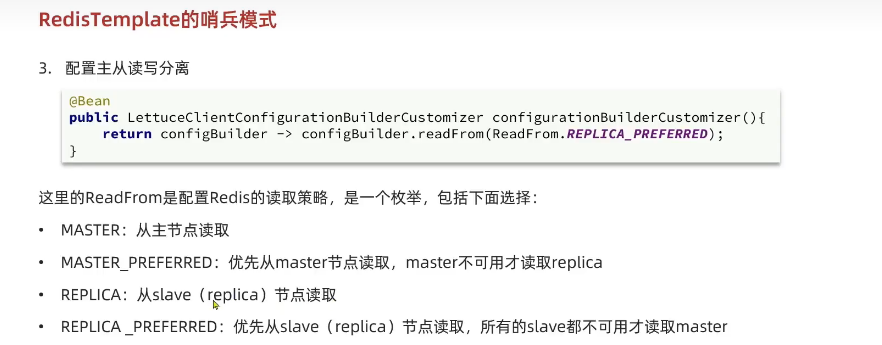 RedisTemplate的哨兵模式
3. 配置主从读写分离
@Bean
public LettuceClientConfigurationBuilderCustomizer configurationBuilderCustomizer(){
    return configBuilder -> configBuilder.readFrom(ReadFrom.REPLICA_PREFERRED);
}
这里的ReadFrom是配置Redis的读取策略，是一个枚举，包括下面选择：
• MASTER：从主节点读取
• MASTER_PREFERRED：优先从master节点读取，master不可用才读取replica
• REPLICA：从slave（replica）节点读取
• REPLICA _PREFERRED：优先从slave（replica）节点读取，所有的slave都不可用才读取master